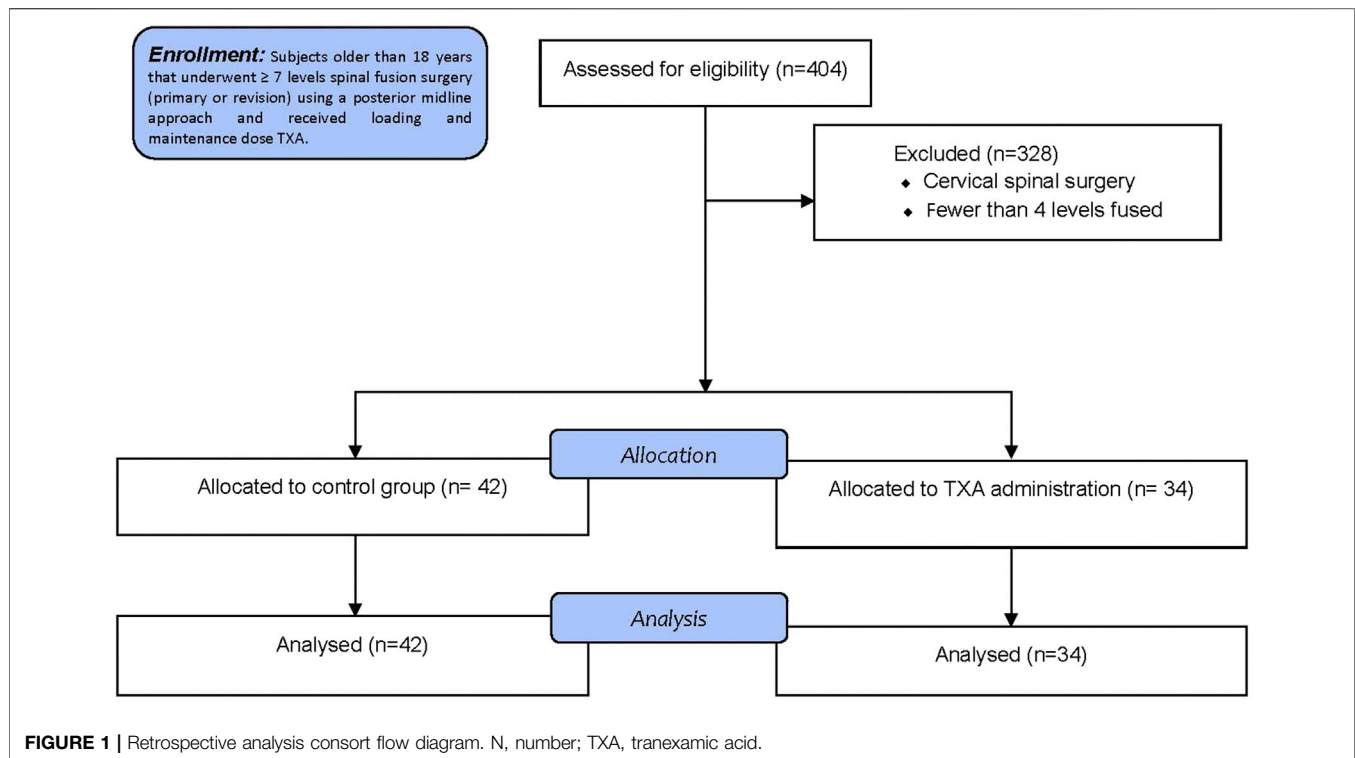 Enrollment: Subjects older than 18 years
that underwent ≥ 7 levels spinal fusion surgery
(primary or revision) using a posterior midline
approach and received loading and
maintenance dose TXA.
Assessed for eligibility (n=404)
Excluded (n=328)
♦ Cervical spinal surgery
♦ Fewer than 4 levels fused
Allocation
Allocated to control group (n= 42)
Allocated to TXA administration (n= 34)
Analysis
Analysed (n=42)
Analysed (n=34)
FIGURE 1 | Retrospective analysis consort flow diagram. N, number; TXA, tranexamic acid.